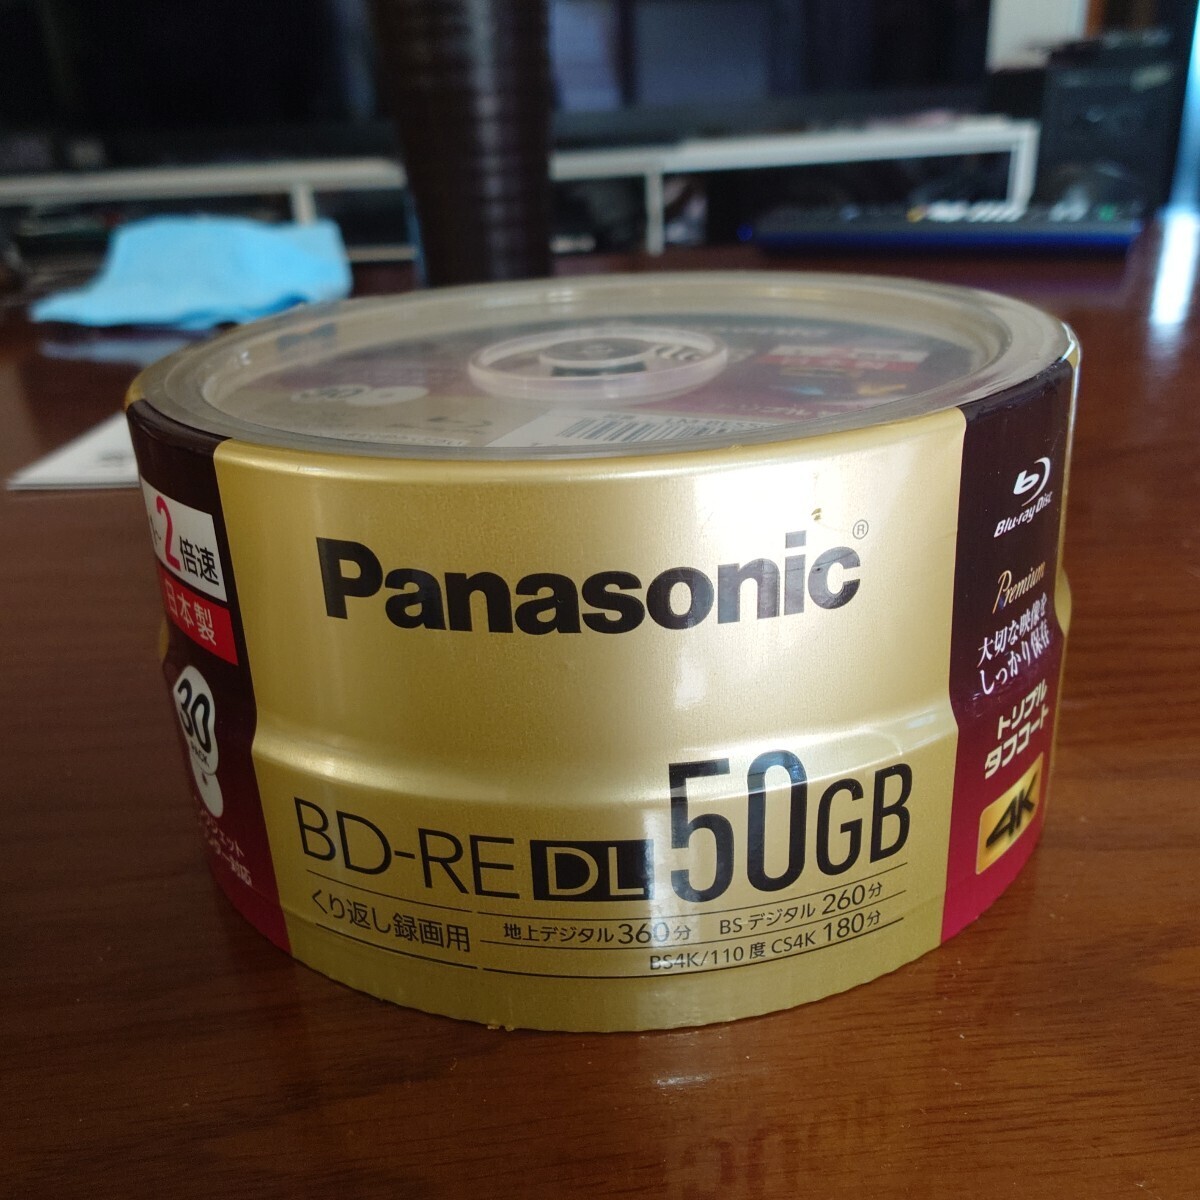 Panasonic®
BD-RE DL 50GB
くり返し録画用
地上デジタル360分 BSデジタル260分
BS4K/110度CS4K 180分
2倍速
日本製
30
PACK
Blu-ray Disc
Premium
大切な映像を
しっかり保存
トリプル
タフコート
4K